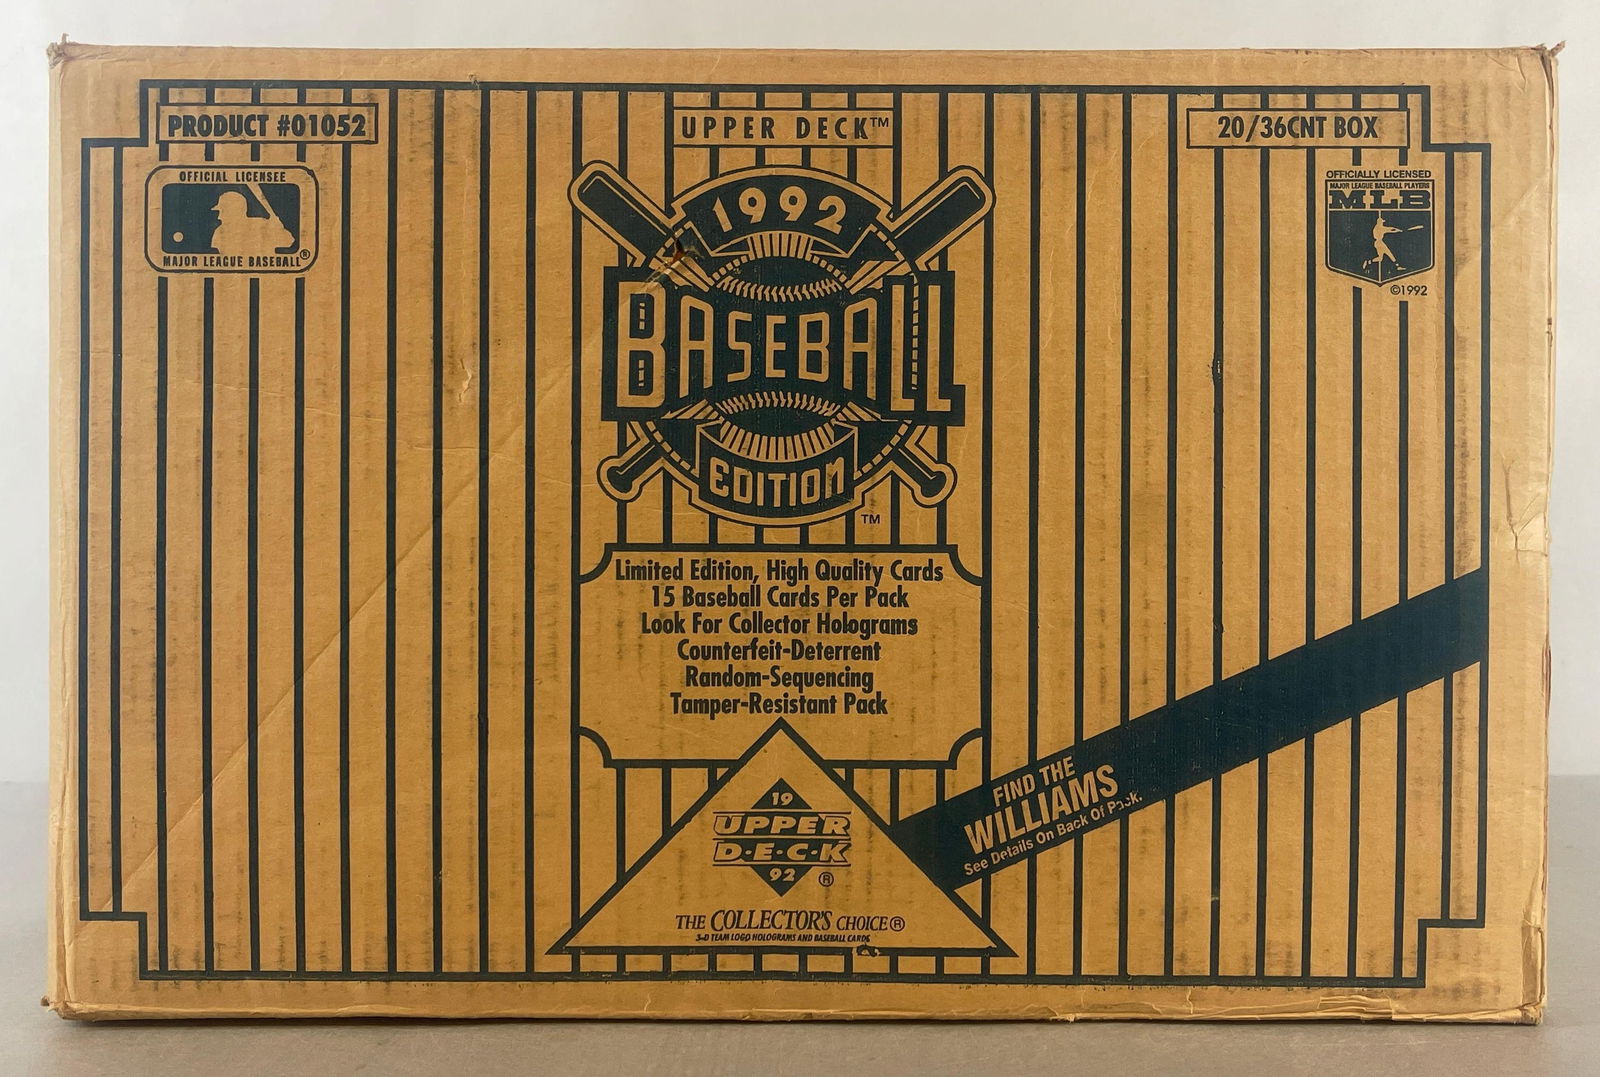 PRODUCT #01052
UPPER DECK™
20/36CNT BOX
OFFICIAL LICENSEE
MAJOR LEAGUE BASEBALL®
OFFICIALLY LICENSED
MAJOR LEAGUE BASEBALL PLAYERS
MLB
©1992
1992
BASEBALL
EDITION
TM
Limited Edition, High Quality Cards
15 Baseball Cards Per Pack
Look For Collector Holograms
Counterfeit-Deterrent
Random-Sequencing
Tamper-Resistant Pack
FIND THE
WILLIAMS
See Details On Back Of Pack.
19
UPPER
D·E·C·K
92 ®
THE COLLECTOR'S CHOICE®
3-D TEAM LOGO HOLOGRAMS AND BASEBALL CARDS